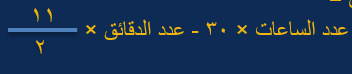 عدد الساعات × ٣٠ - عدد الدقائق × ١١
٢